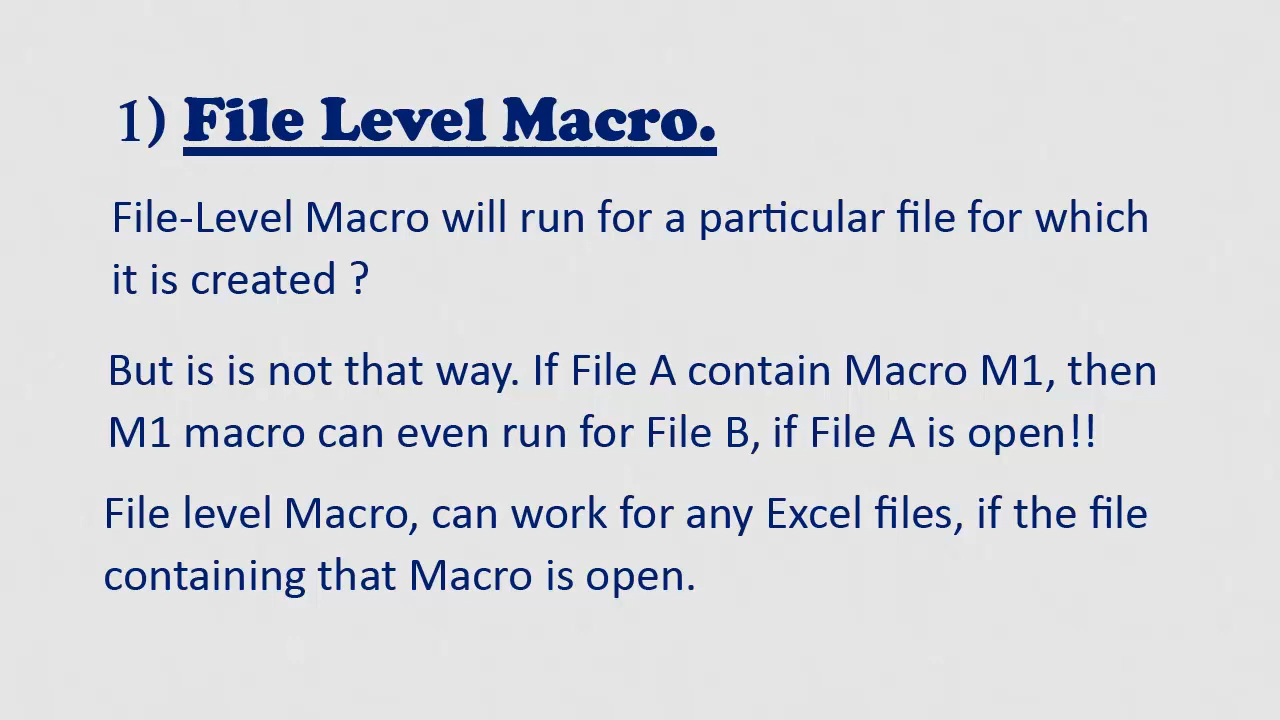 1) File Level Macro.
File-Level Macro will run for a particular file for which
it is created ?
But is is not that way. If File A contain Macro M1, then
M1 macro can even run for File B, if File A is open!!
File level Macro, can work for any Excel files, if the file
containing that Macro is open.